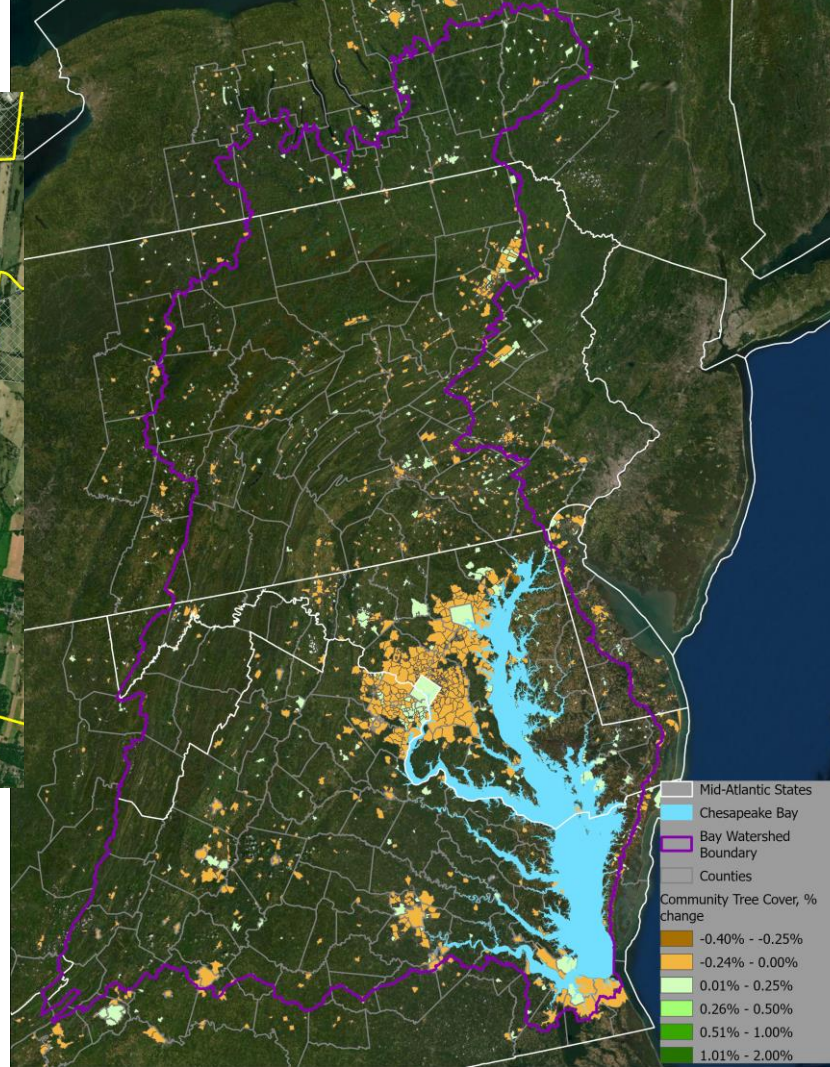 Mid-Atlantic States
Chesapeake Bay
Bay Watershed
Boundary
Counties
Community Tree Cover, %
change
-0.40% - -0.25%
-0.24% - 0.00%
0.01% - 0.25%
0.26% - 0.50%
0.51% - 1.00%
1.01% - 2.00%